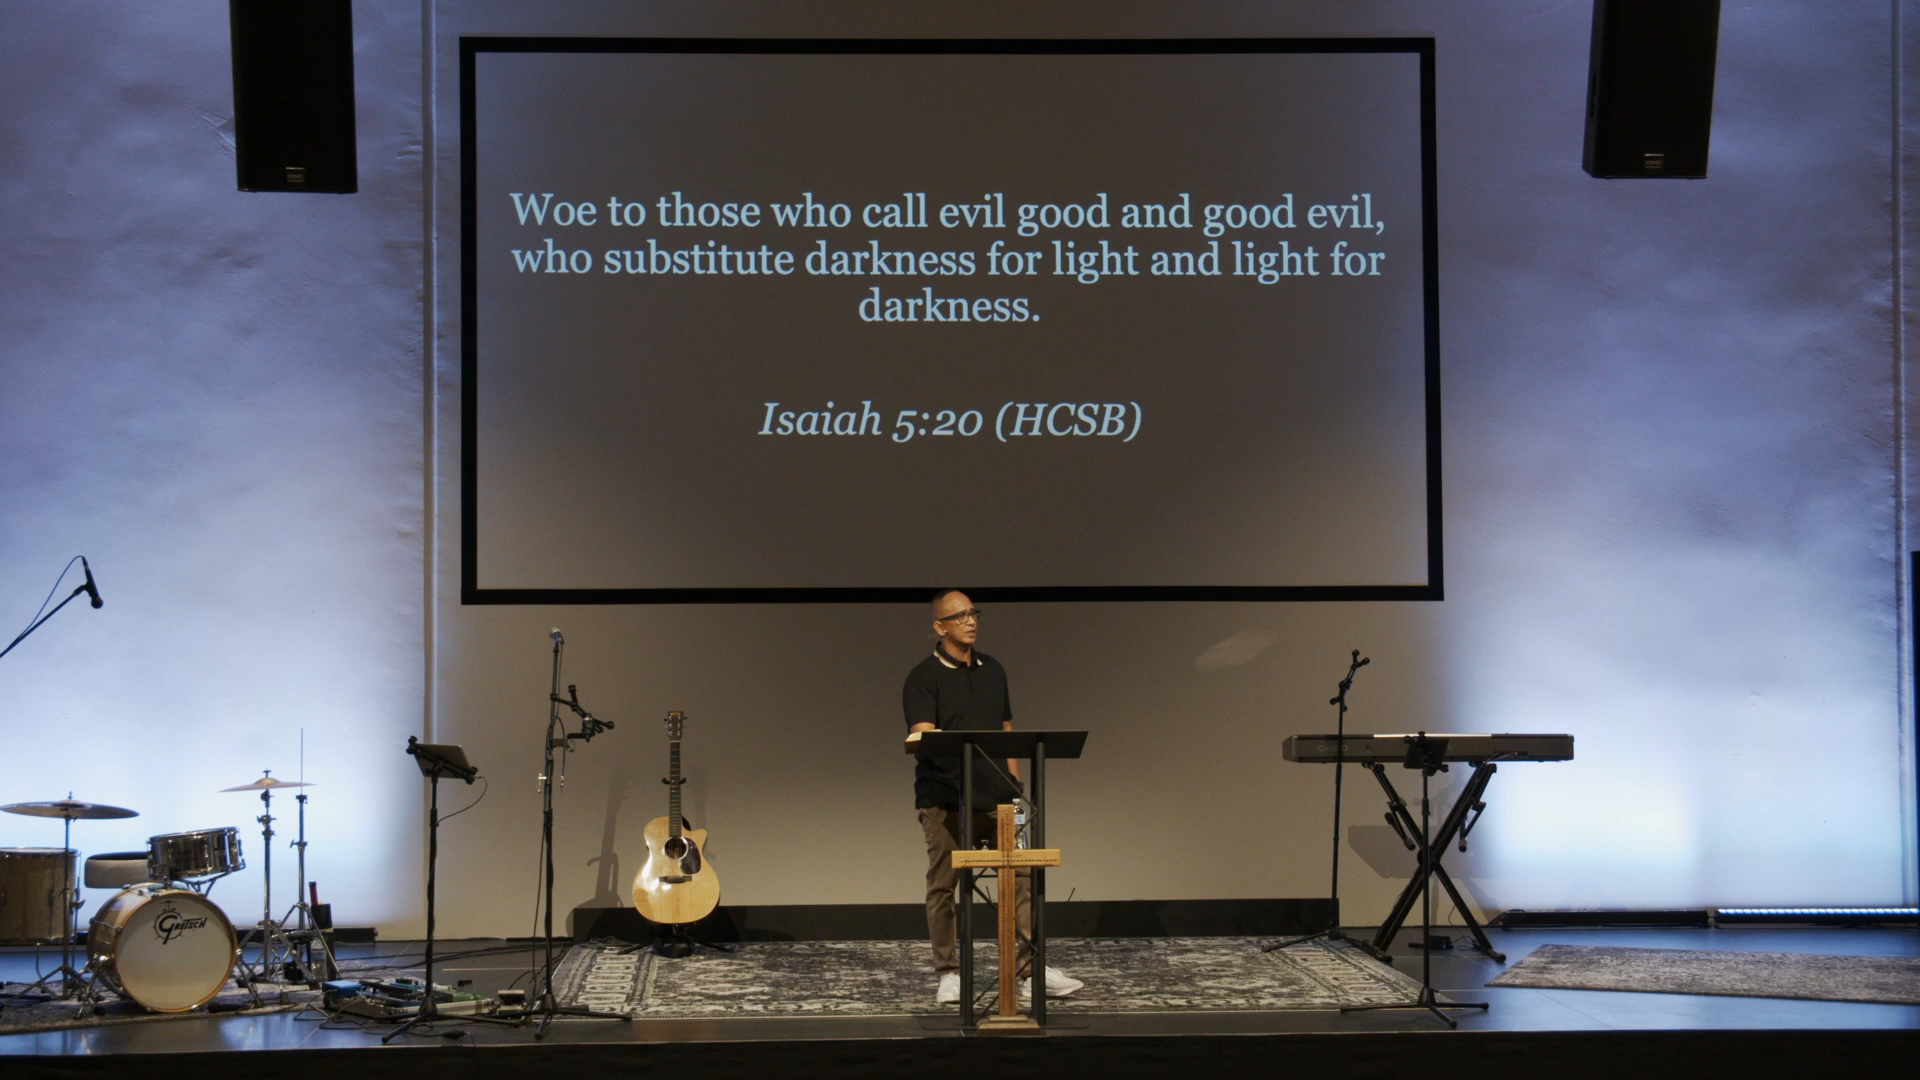 Woe to those who call evil good and good evil,
who substitute darkness for light and light for
darkness.
Isaiah 5:20 (HCSB)
GRETSCH